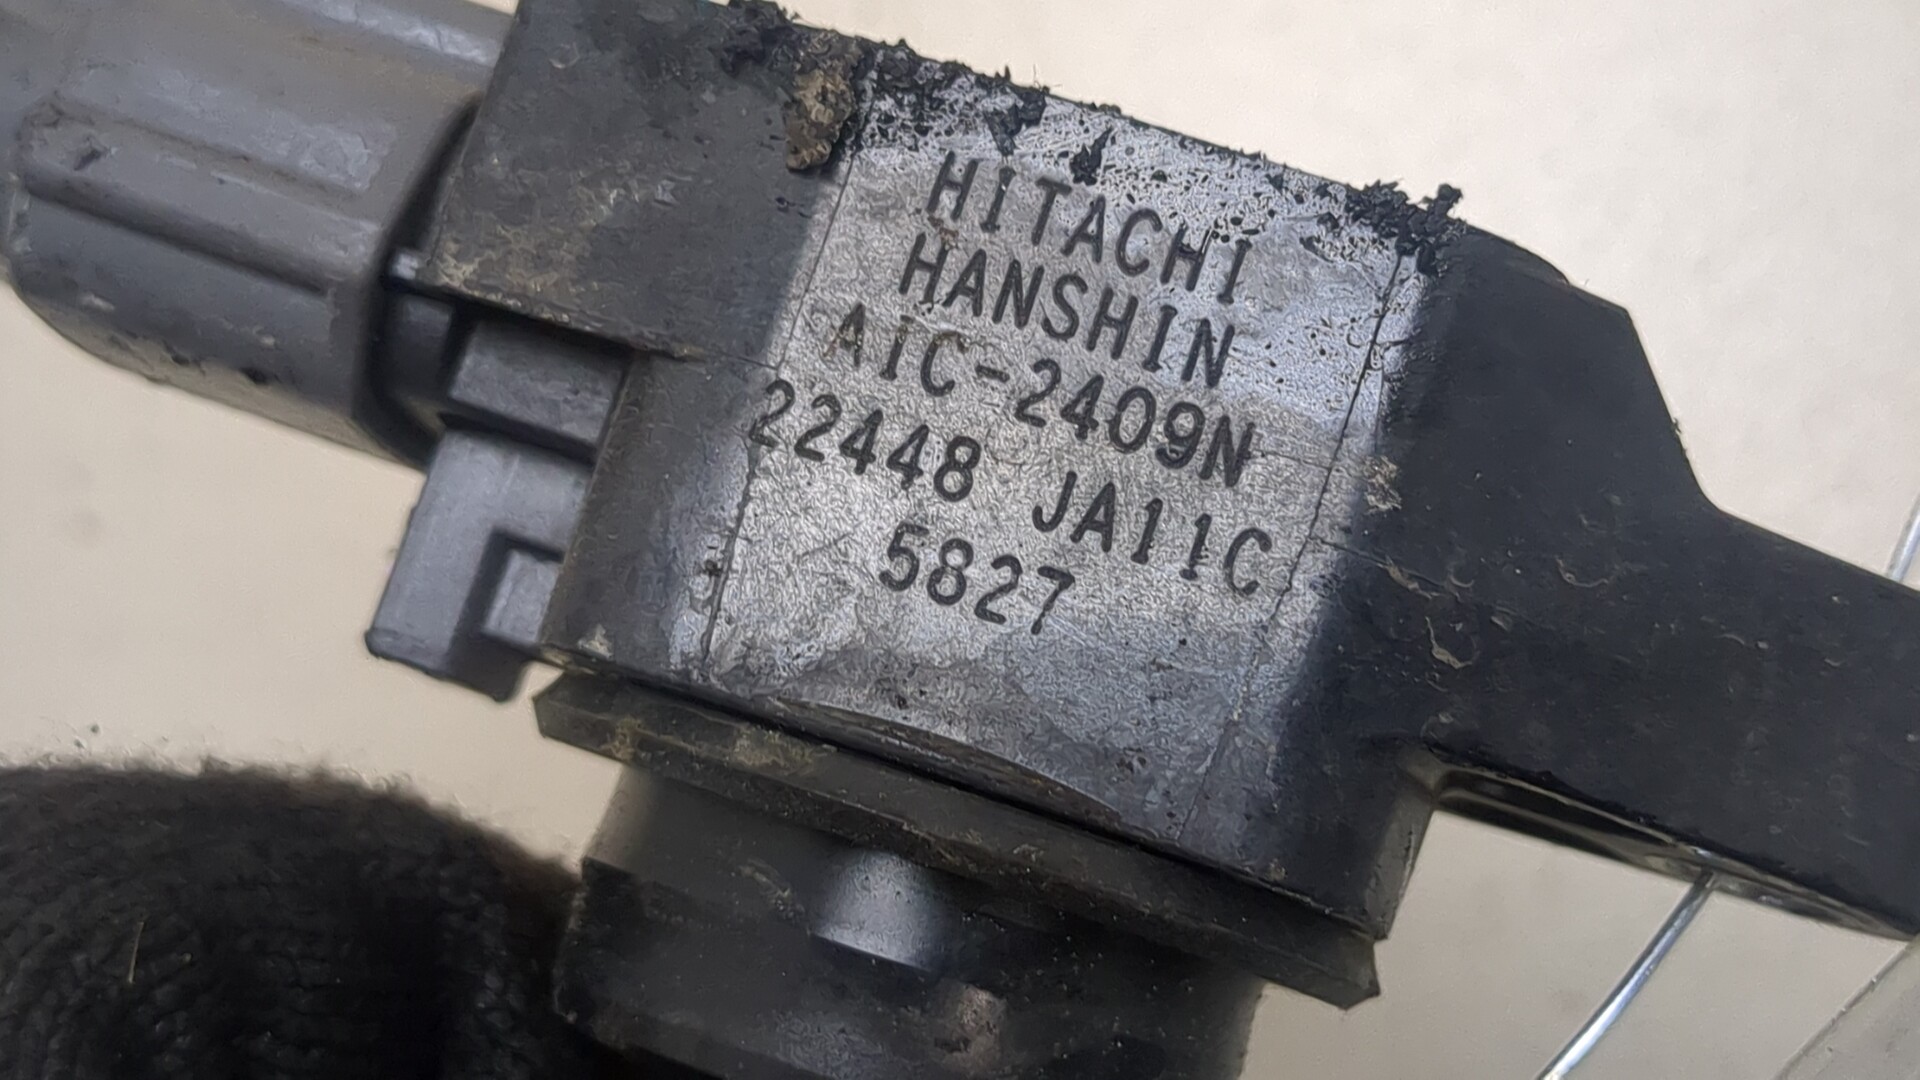 HITACHI
HANSHIN
AIC-2409N
22448 JA11C
5827